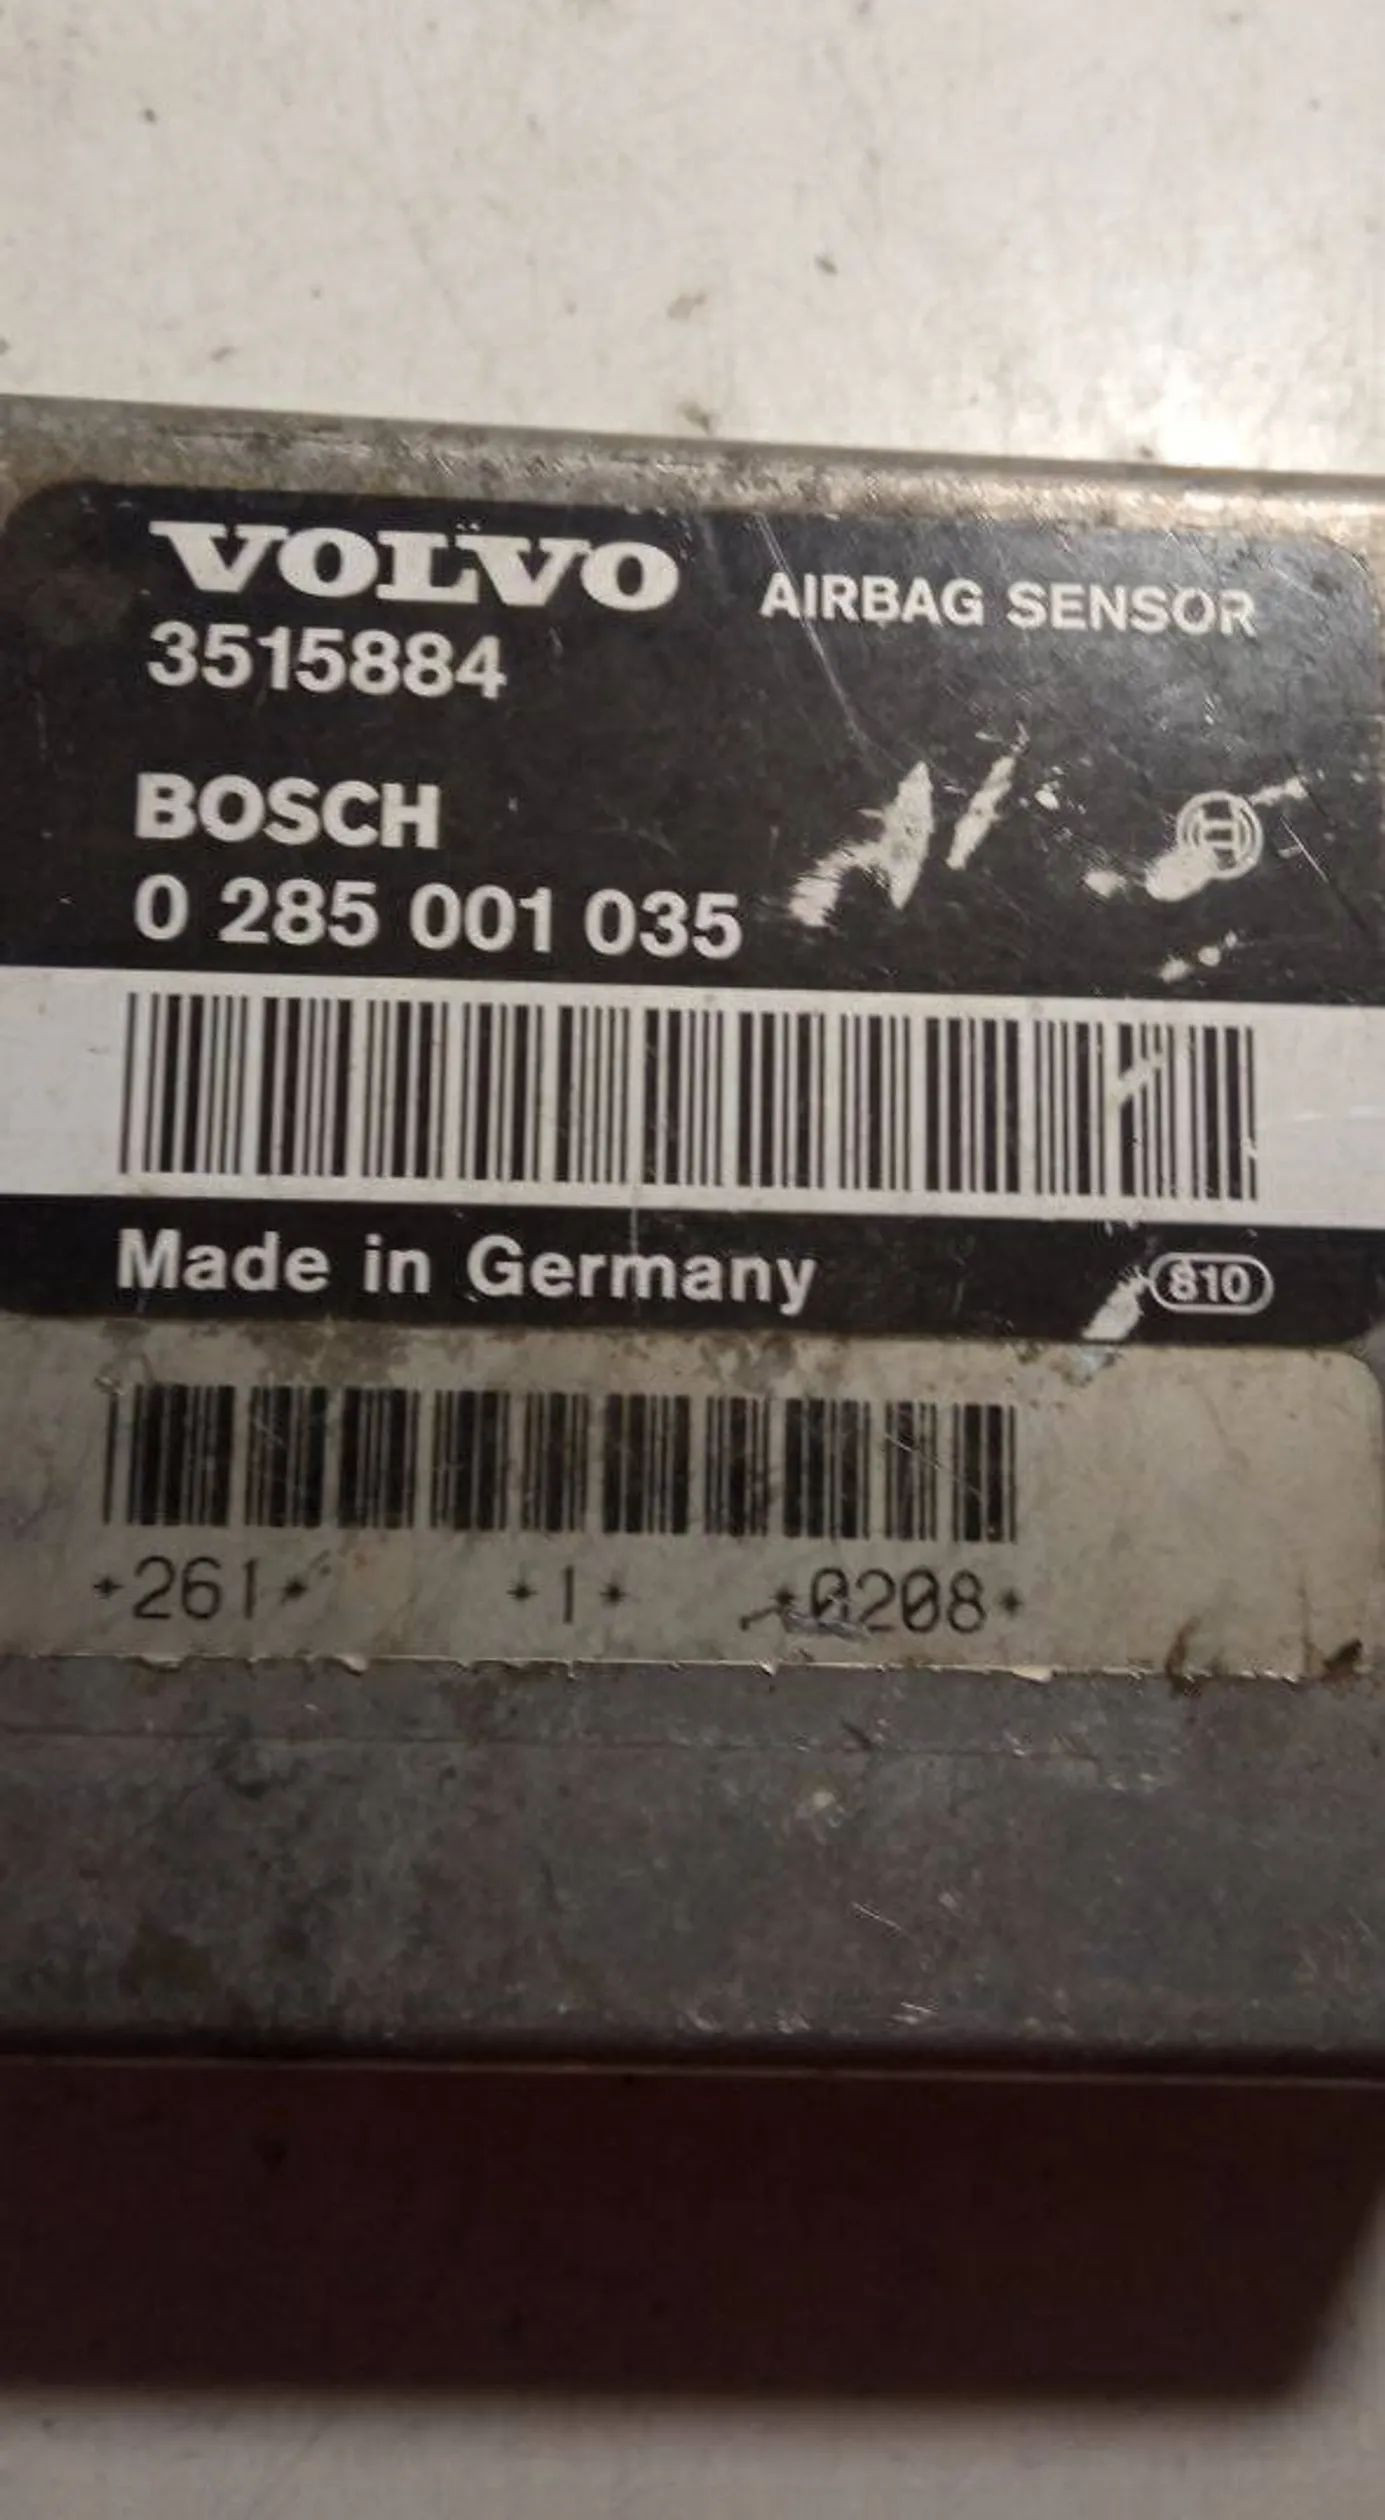 VOLVO AIRBAG SENSOR
3515884
BOSCH
0 285 001 035
Made in Germany 810
*261* *1* *0208*